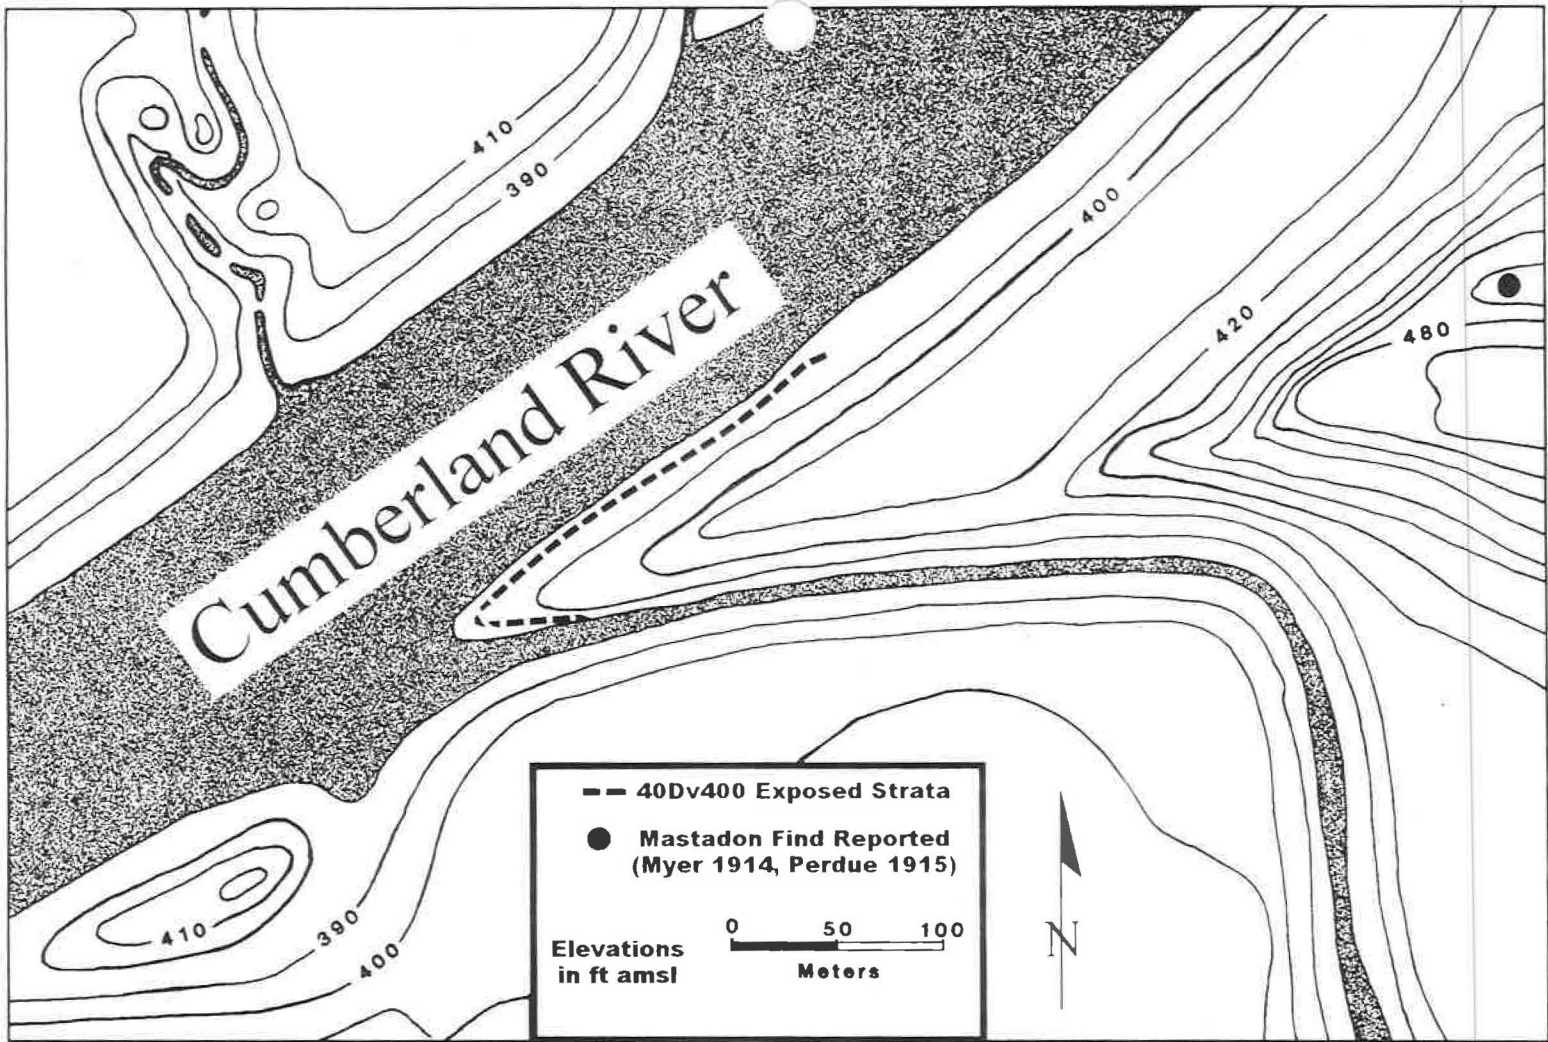 410
390
400
420
480
Cumberland River
410
390
400
40Dv400 Exposed Strata
Mastadon Find Reported
(Myer 1914, Perdue 1915)
0 50 100
Meters
Elevations
in ft amsl
N